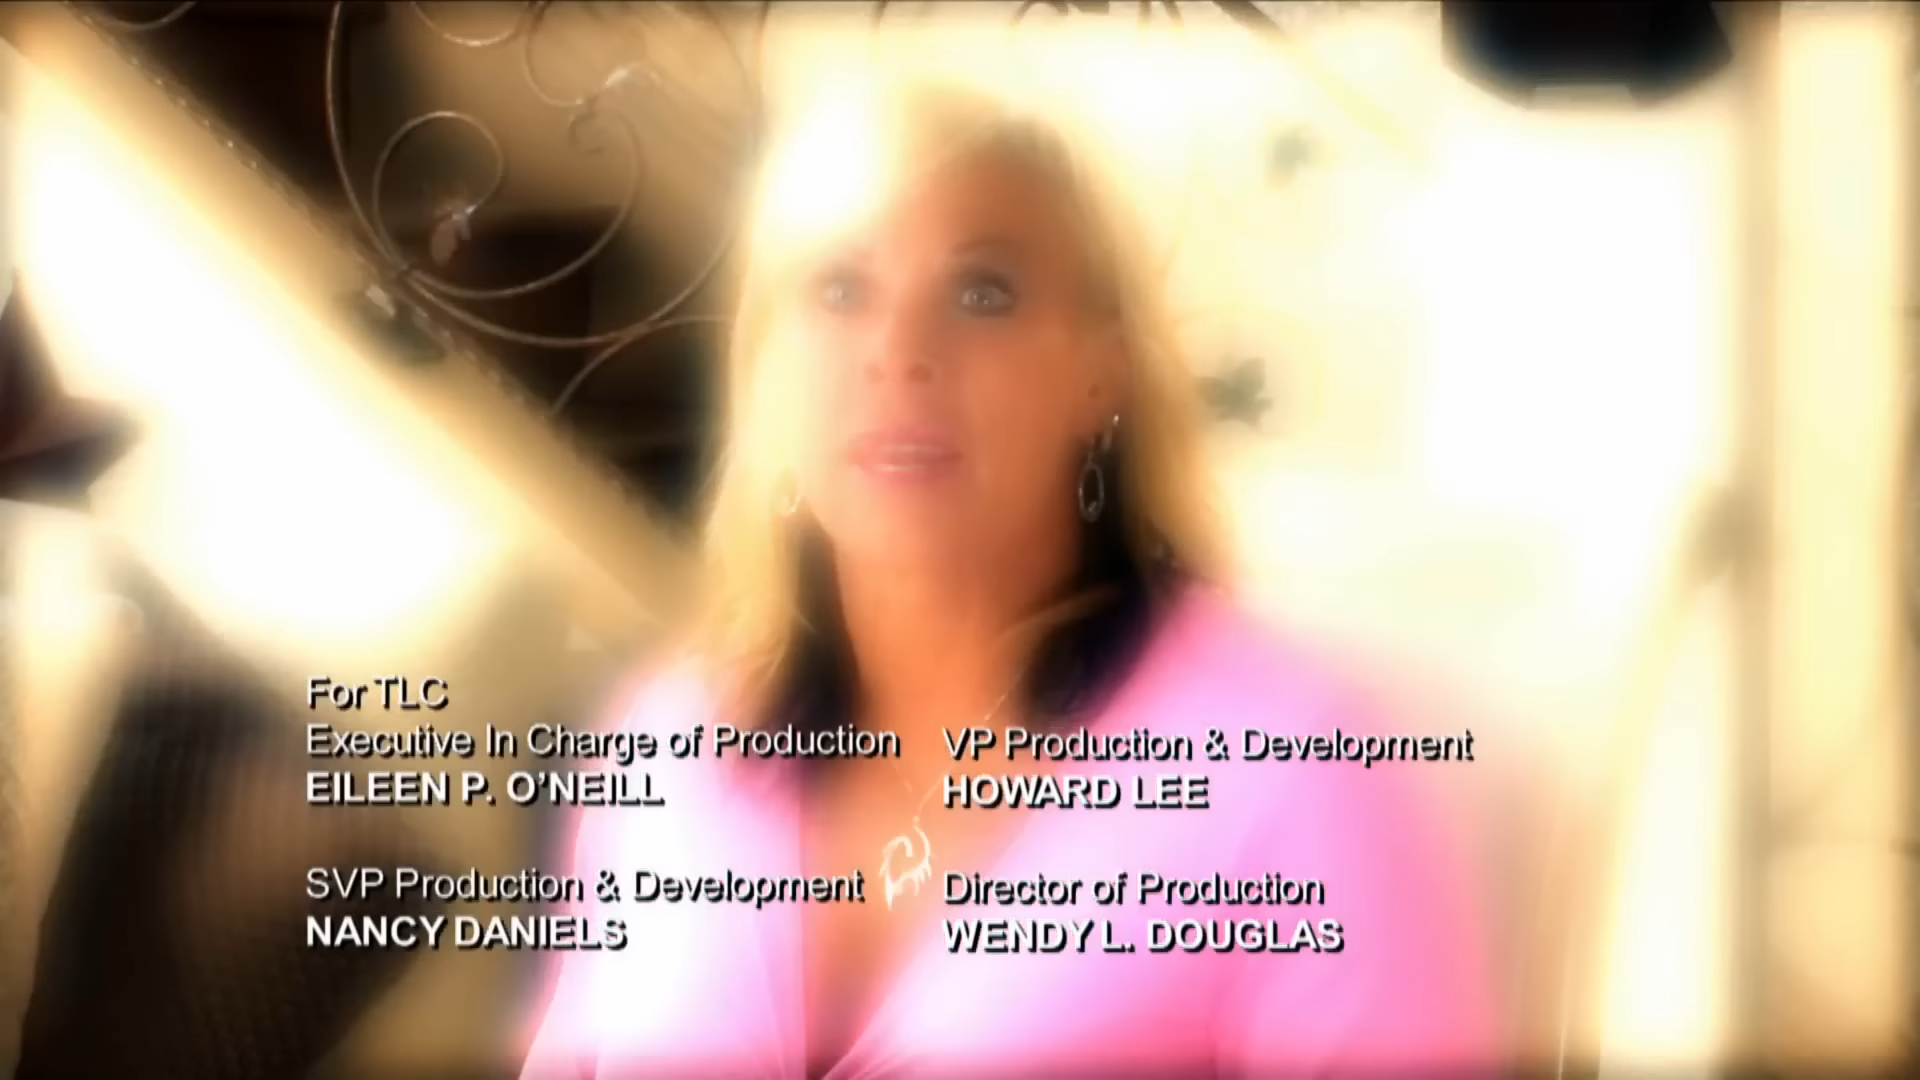 For TLC
Executive In Charge of Production
EILEEN P. O'NEILL
VP Production & Development
HOWARD LEE
SVP Production & Development
NANCY DANIELS
Director of Production
WENDY L. DOUGLAS